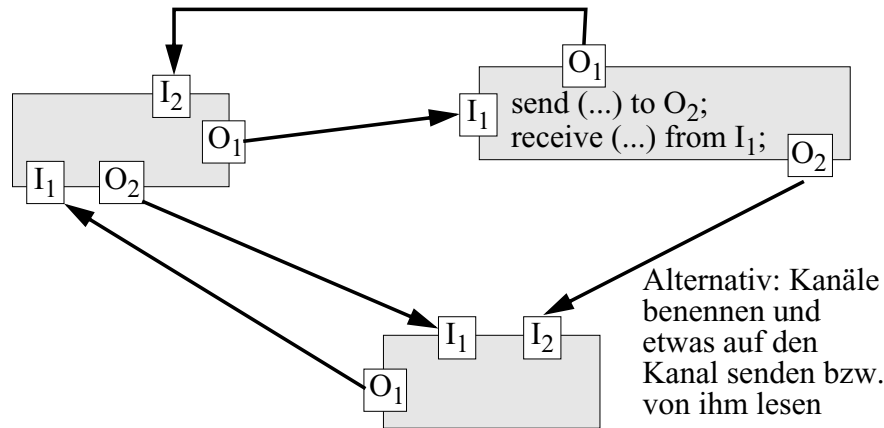 O₁
I₂
I₁
send (...) to O₂;
receive (...) from I₁;
O₁
O₂
I₁
O₂
Alternativ: Kanäle
benennen und
etwas auf den
Kanal senden bzw.
von ihm lesen
I₁
I₂
O₁